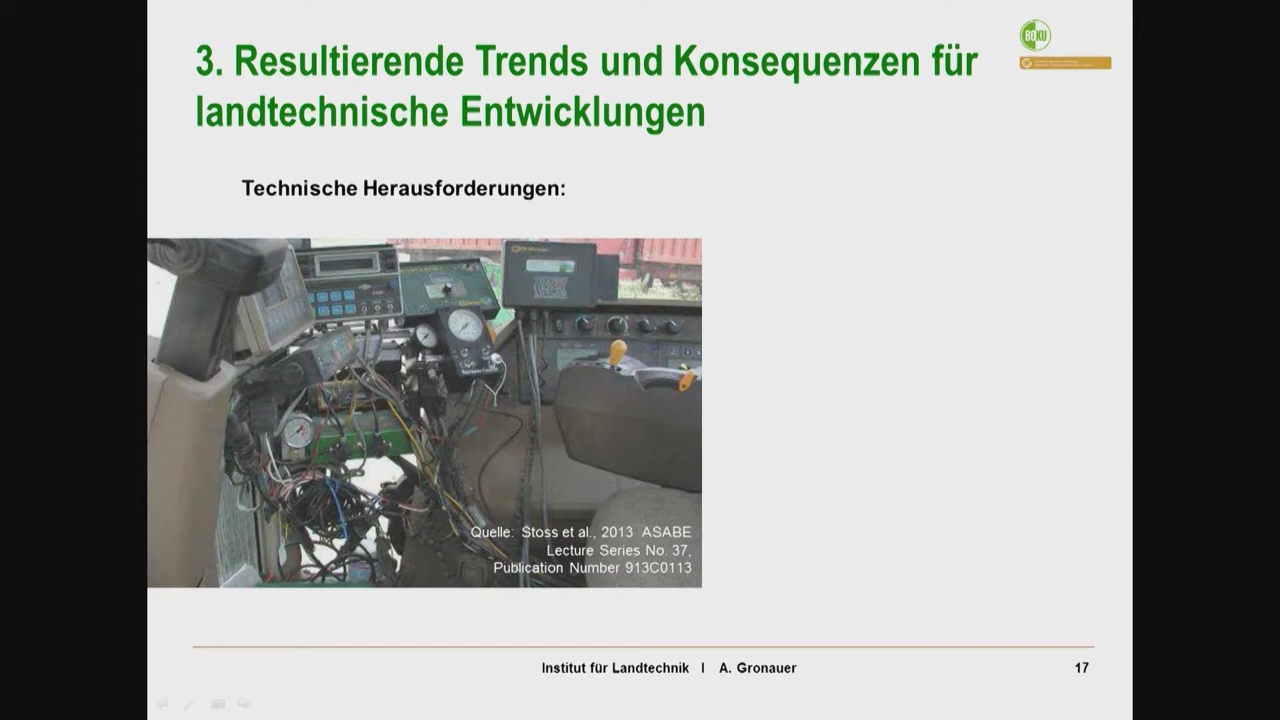 3. Resultierende Trends und Konsequenzen für
landtechnische Entwicklungen
BOKU
Technische Herausforderungen:
Quelle: Stoss et al., 2013 ASABE
Lecture Series No. 37,
Publication Number 913C0113
Institut für Landtechnik I A. Gronauer
17